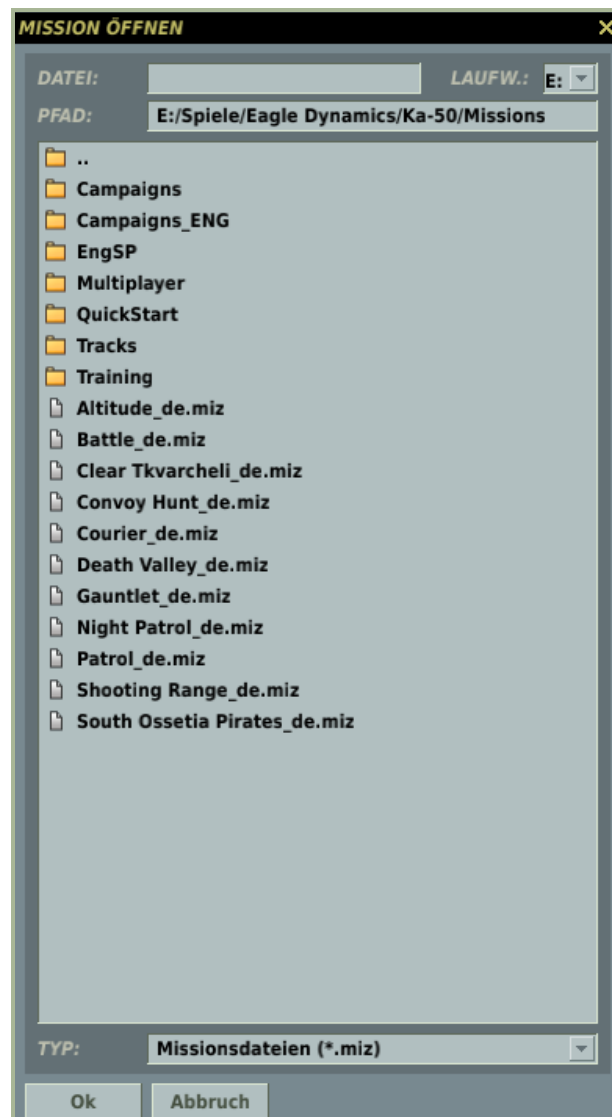 MISSION ÖFFNEN
DATEI: LAUFW.: E:
PFAD: E:/Spiele/Eagle Dynamics/Ka-50/Missions
..
Campaigns
Campaigns_ENG
EngSP
Multiplayer
QuickStart
Tracks
Training
Altitude_de.miz
Battle_de.miz
Clear Tkvarcheli_de.miz
Convoy Hunt_de.miz
Courier_de.miz
Death Valley_de.miz
Gauntlet_de.miz
Night Patrol_de.miz
Patrol_de.miz
Shooting Range_de.miz
South Ossetia Pirates_de.miz
TYP: Missionsdateien (*.miz)
Ok Abbruch